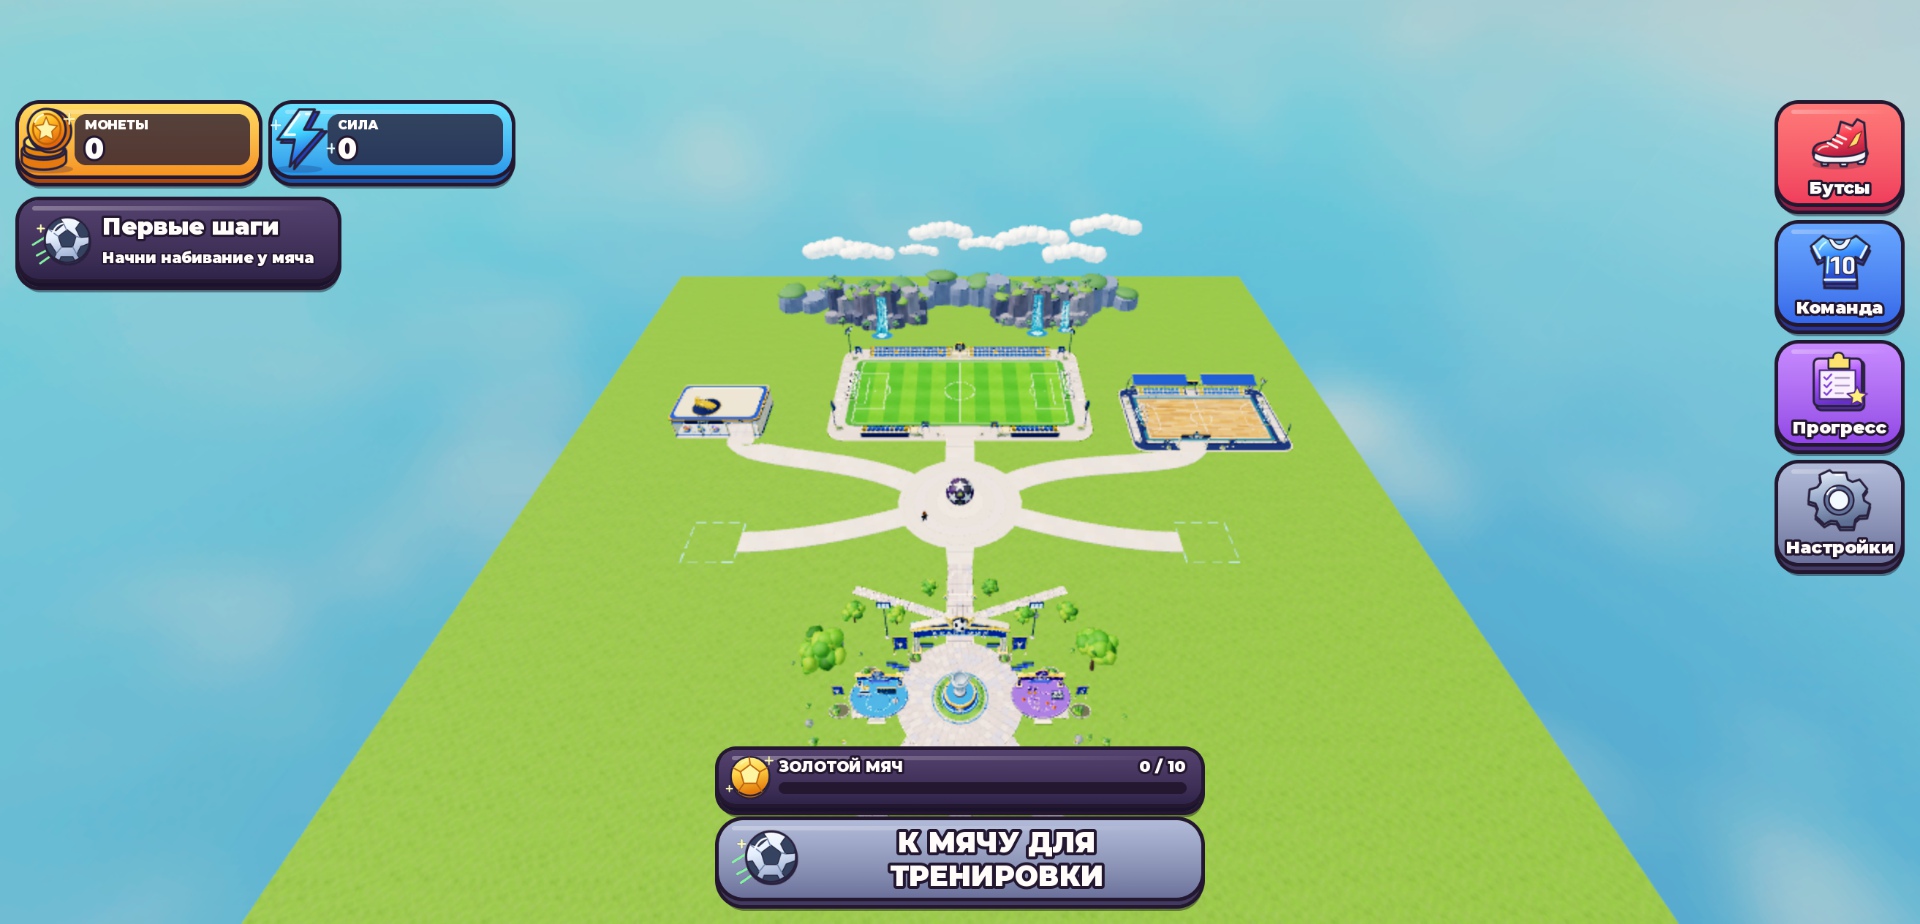 МОНЕТЫ
0
СИЛА
0
Первые шаги
Начни набивание у мяча
Бутсы
10
Команда
Прогресс
Настройки
ЗОЛОТОЙ МЯЧ
0 / 10
К МЯЧУ ДЛЯ
ТРЕНИРОВКИ